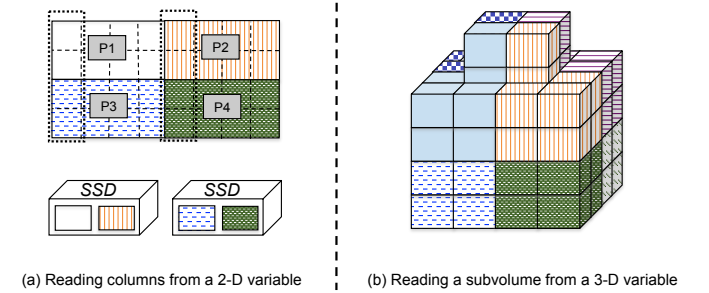 P1
P2
P3
P4
SSD
SSD
(a) Reading columns from a 2-D variable
(b) Reading a subvolume from a 3-D variable